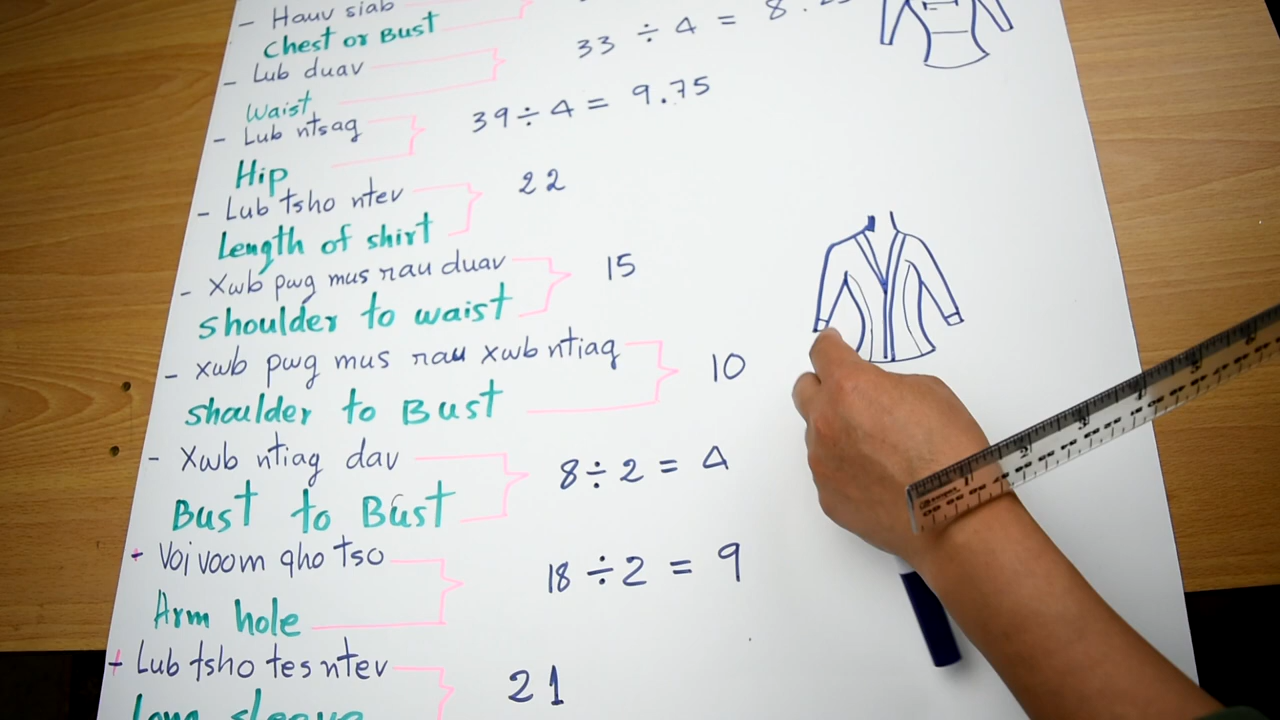 - Hauv siab
Chest or Bust
- Lub duav
33 ÷ 4 = 8.
Waist
- Lub ntsag
39 ÷ 4 = 9.75
Hip
- Lub tsho ntev
22
Length of shirt
- Xwb pwg mus rau duav
15
shoulder to waist
- xwb pwg mus rau xwb ntiag
10
shoulder to Bust
- Xwb ntiag dav
8 ÷ 2 = 4
Bust to Bust
+ Voi voom qho tso
18 ÷ 2 = 9
Arm hole
+ Lub tsho tes ntev
21
Long sleeve